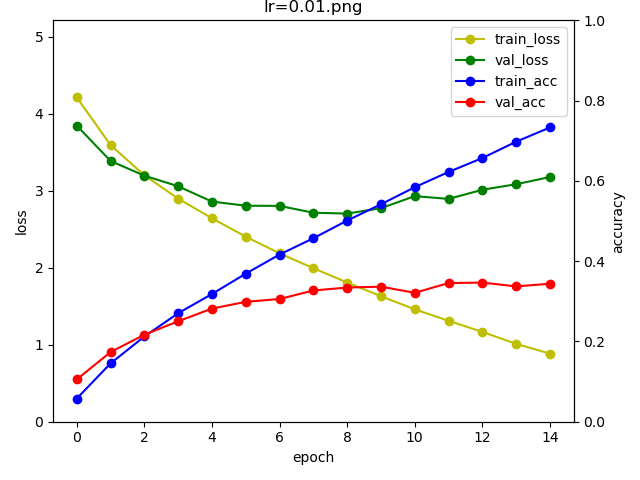 lr=0.01.png
train_loss
val_loss
train_acc
val_acc
5
4
3
2
1
0
loss
1.0
0.8
0.6
0.4
0.2
0.0
accuracy
0 2 4 6 8 10 12 14
epoch